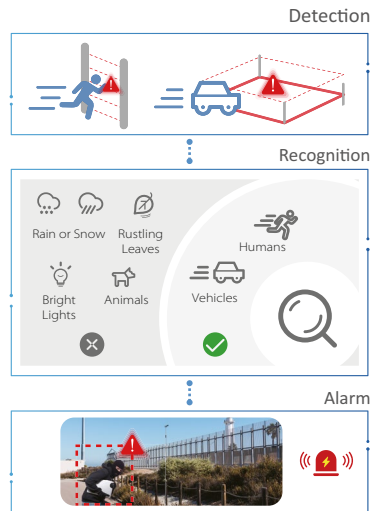 Detection
Recognition
Rain or Snow
Rustling
Leaves
Humans
Bright
Lights
Animals
Vehicles
Alarm